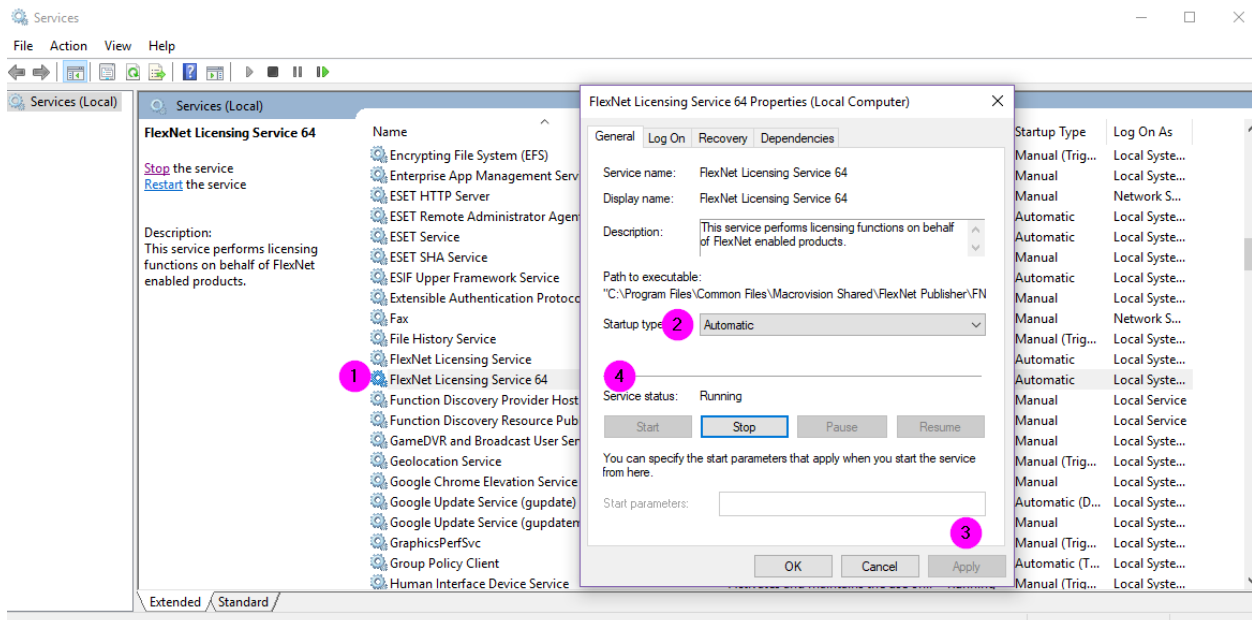 Services
File Action View Help
Services (Local)
Services (Local)
FlexNet Licensing Service 64
Stop the service
Restart the service
Description:
This service performs licensing
functions on behalf of FlexNet
enabled products.
Name
Startup Type Log On As
Encrypting File System (EFS) Manual (Trig... Local Syste...
Enterprise App Management Serv Manual Local Syste...
ESET HTTP Server Manual Network S...
ESET Remote Administrator Agen Automatic Local Syste...
ESET Service Automatic Local Syste...
ESET SHA Service Manual Local Syste...
ESIF Upper Framework Service Automatic Local Syste...
Extensible Authentication Protoco Manual Local Syste...
Fax Manual Network S...
File History Service Manual (Trig... Local Syste...
FlexNet Licensing Service Automatic Local Syste...
1 FlexNet Licensing Service 64 Automatic Local Syste...
Function Discovery Provider Host Manual Local Service
Function Discovery Resource Pub Manual Local Service
GameDVR and Broadcast User Ser Manual Local Syste...
Geolocation Service Manual (Trig... Local Syste...
Google Chrome Elevation Service Manual Local Syste...
Google Update Service (gupdate) Automatic (D... Local Syste...
Google Update Service (gupdatem Manual Local Syste...
GraphicsPerfSvc Manual (Trig... Local Syste...
Group Policy Client Automatic (T... Local Syste...
Human Interface Device Service Manual (Trig... Local Syste...
Extended Standard
FlexNet Licensing Service 64 Properties (Local Computer)
General Log On Recovery Dependencies
Service name: FlexNet Licensing Service 64
Display name: FlexNet Licensing Service 64
Description: This service performs licensing functions on behalf
of FlexNet enabled products.
Path to executable:
"C:\Program Files\Common Files\Macrovision Shared\FlexNet Publisher\FN
Startup type 2 Automatic
4
Service status: Running
Start Stop Pause Resume
You can specify the start parameters that apply when you start the service
from here.
Start parameters:
3
OK Cancel Apply